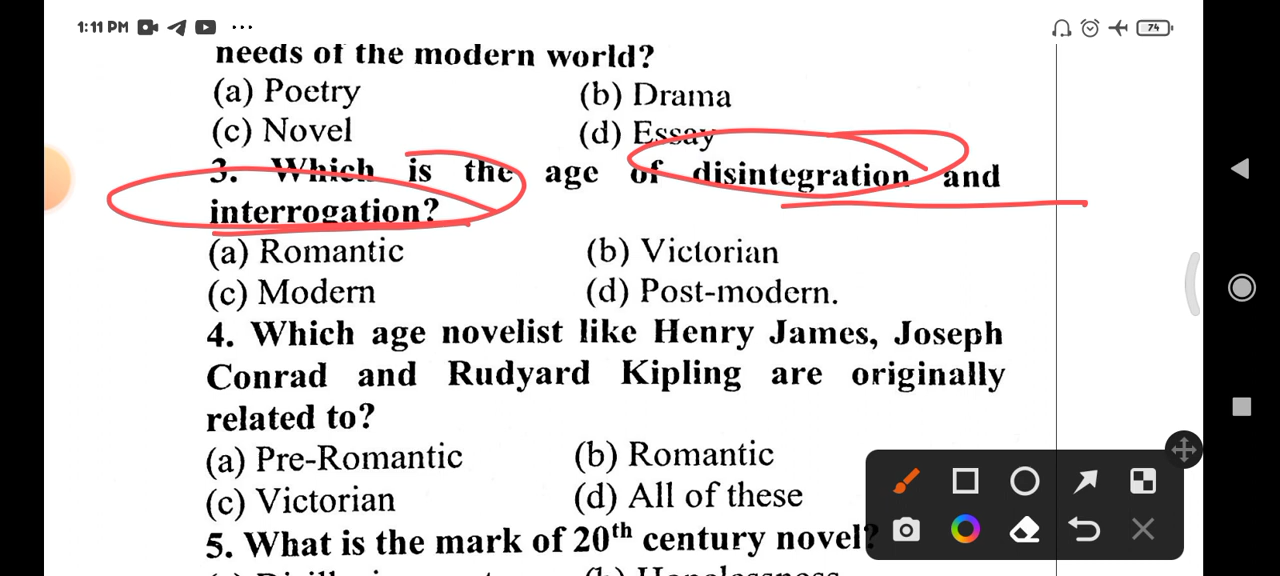 1:11 PM ...
74
needs of the modern world?
(a) Poetry (b) Drama
(c) Novel (d) Essay
3. Which is the age of disintegration and
interrogation?
(a) Romantic (b) Victorian
(c) Modern (d) Post-modern.
4. Which age novelist like Henry James, Joseph
Conrad and Rudyard Kipling are originally
related to?
(a) Pre-Romantic (b) Romantic
(c) Victorian (d) All of these
5. What is the mark of 20th century novel?